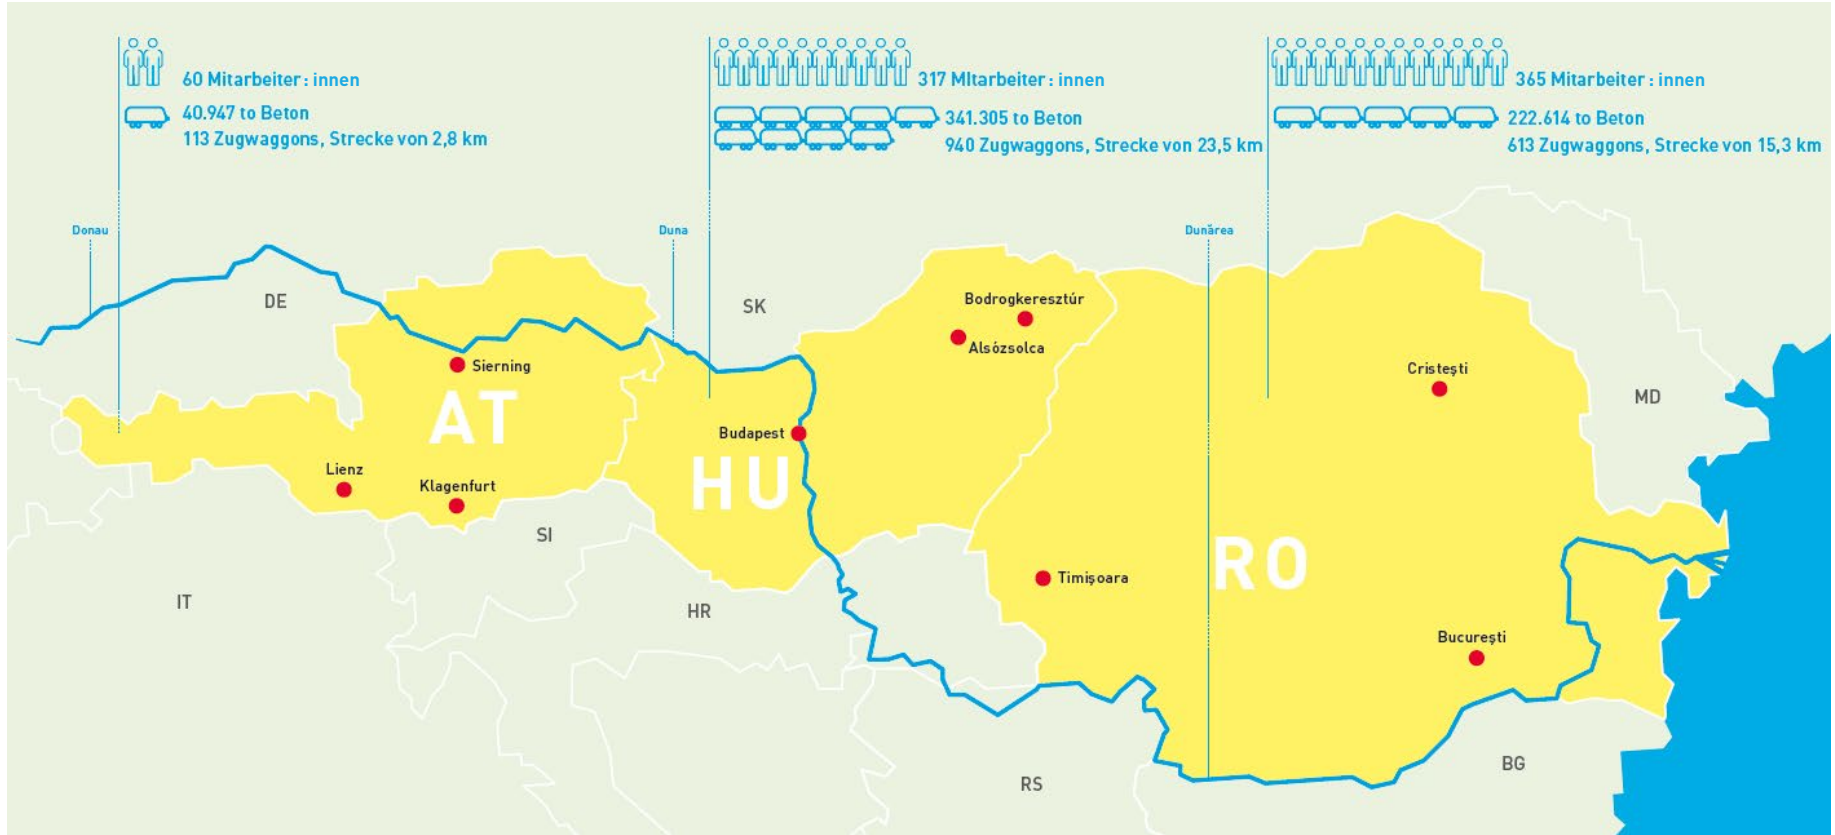 60 Mitarbeiter : innen
40.947 to Beton
113 Zugwaggons, Strecke von 2,8 km
317 MItarbeiter : innen
341.305 to Beton
940 Zugwaggons, Strecke von 23,5 km
365 Mitarbeiter : innen
222.614 to Beton
613 Zugwaggons, Strecke von 15,3 km
Donau
Duna
Dunărea
DE
SK
Bodrogkeresztúr
Alsózsolca
Sierning
Cristești
MD
AT
Budapest
Lienz
Klagenfurt
HU
SI
RO
Timișoara
IT
HR
București
RS
BG